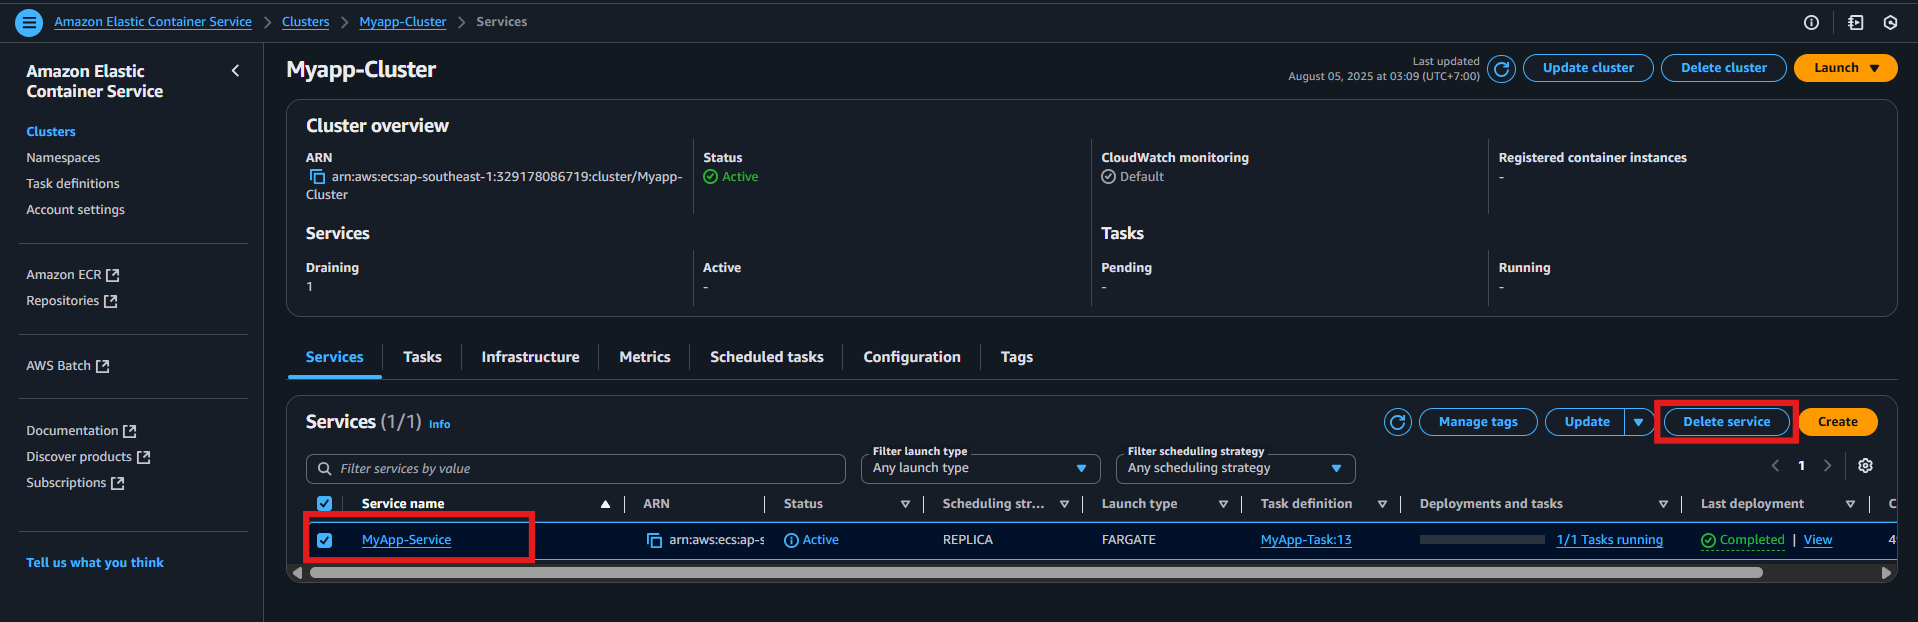 Amazon Elastic Container Service > Clusters > Myapp-Cluster > Services
Amazon Elastic
Container Service
Clusters
Namespaces
Task definitions
Account settings
Amazon ECR
Repositories
AWS Batch
Documentation
Discover products
Subscriptions
Tell us what you think
Myapp-Cluster
Last updated
August 05, 2025 at 03:09 (UTC+7:00)
Update cluster
Delete cluster
Launch
Cluster overview
ARN
arn:aws:ecs:ap-southeast-1:329178086719:cluster/Myapp-
Cluster
Status
Active
CloudWatch monitoring
Default
Registered container instances
-
Services
Draining
1
Active
-
Tasks
Pending
-
Running
-
Services
Tasks
Infrastructure
Metrics
Scheduled tasks
Configuration
Tags
Services (1/1) Info
Manage tags
Update
Delete service
Create
Filter services by value
Filter launch type
Any launch type
Filter scheduling strategy
Any scheduling strategy
1
Service name ARN Status Scheduling str... Launch type Task definition Deployments and tasks Last deployment C
MyApp-Service arn:aws:ecs:ap-s Active REPLICA FARGATE MyApp-Task:13 1/1 Tasks running Completed | View